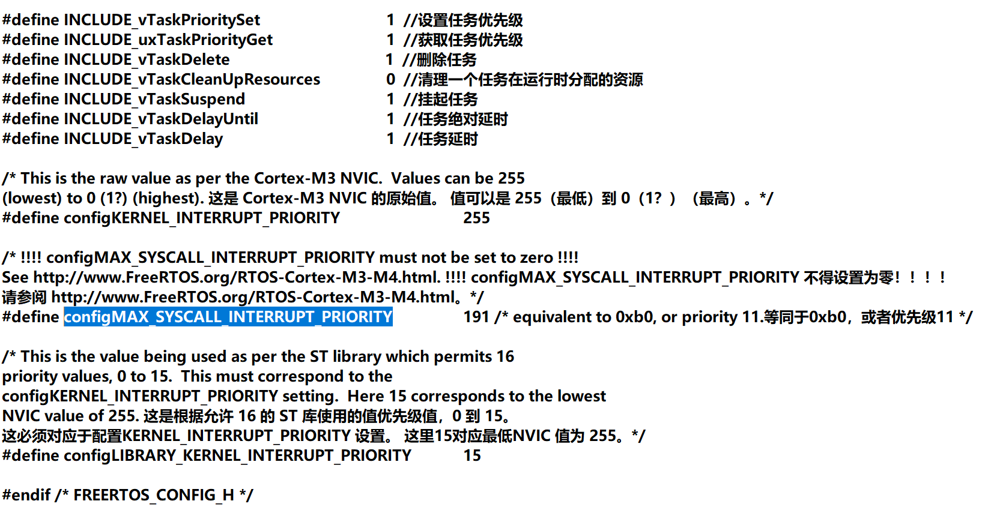 #define INCLUDE_vTaskPrioritySet 1 //设置任务优先级
#define INCLUDE_uxTaskPriorityGet 1 //获取任务优先级
#define INCLUDE_vTaskDelete 1 //删除任务
#define INCLUDE_vTaskCleanUpResources 0 //清理一个任务在运行时分配的资源
#define INCLUDE_vTaskSuspend 1 //挂起任务
#define INCLUDE_vTaskDelayUntil 1 //任务绝对延时
#define INCLUDE_vTaskDelay 1 //任务延时
/* This is the raw value as per the Cortex-M3 NVIC.  Values can be 255
(lowest) to 0 (1?) (highest). 这是 Cortex-M3 NVIC 的原始值。 值可以是 255（最低）到 0（1？）（最高）。*/
#define configKERNEL_INTERRUPT_PRIORITY 255
/* !!!! configMAX_SYSCALL_INTERRUPT_PRIORITY must not be set to zero !!!!
See http://www.FreeRTOS.org/RTOS-Cortex-M3-M4.html. !!!! configMAX_SYSCALL_INTERRUPT_PRIORITY 不得设置为零！！！！
请参阅 http://www.FreeRTOS.org/RTOS-Cortex-M3-M4.html。*/
#define configMAX_SYSCALL_INTERRUPT_PRIORITY 191 /* equivalent to 0xb0, or priority 11.等同于0xb0，或者优先级11 */
/* This is the value being used as per the ST library which permits 16
priority values, 0 to 15.  This must correspond to the
configKERNEL_INTERRUPT_PRIORITY setting.  Here 15 corresponds to the lowest
NVIC value of 255. 这是根据允许 16 的 ST 库使用的值优先级值，0 到 15。
这必须对应于配置KERNEL_INTERRUPT_PRIORITY 设置。 这里15对应最低NVIC 值为 255。*/
#define configLIBRARY_KERNEL_INTERRUPT_PRIORITY 15
#endif /* FREERTOS_CONFIG_H */